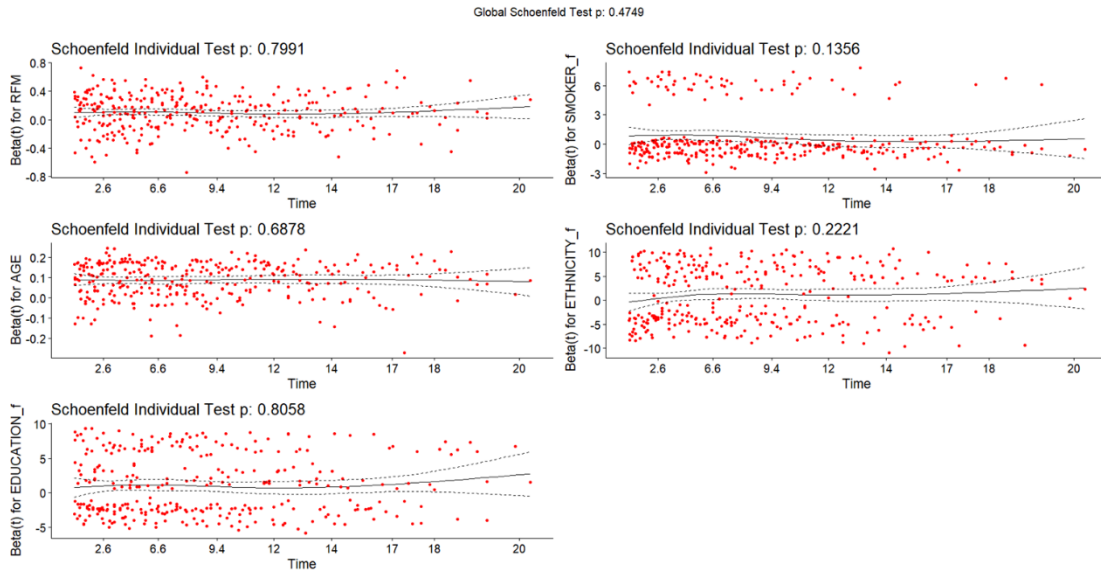 Global Schoenfeld Test p: 0.4749
Schoenfeld Individual Test p: 0.7991
Beta(t) for RFM
0.8
0.4
0.0
-0.4
-0.8
2.6 6.6 9.4 12 14 17 18 20
Time
Schoenfeld Individual Test p: 0.1356
Beta(t) for SMOKER_f
6
3
0
-3
2.6 6.6 9.4 12 14 17 18 20
Time
Schoenfeld Individual Test p: 0.6878
Beta(t) for AGE
0.2
0.1
0.0
-0.1
-0.2
2.6 6.6 9.4 12 14 17 18 20
Time
Schoenfeld Individual Test p: 0.2221
Beta(t) for ETHNICITY_f
10
5
0
-5
-10
2.6 6.6 9.4 12 14 17 18 20
Time
Schoenfeld Individual Test p: 0.8058
Beta(t) for EDUCATION_f
10
5
0
-5
2.6 6.6 9.4 12 14 17 18 20
Time